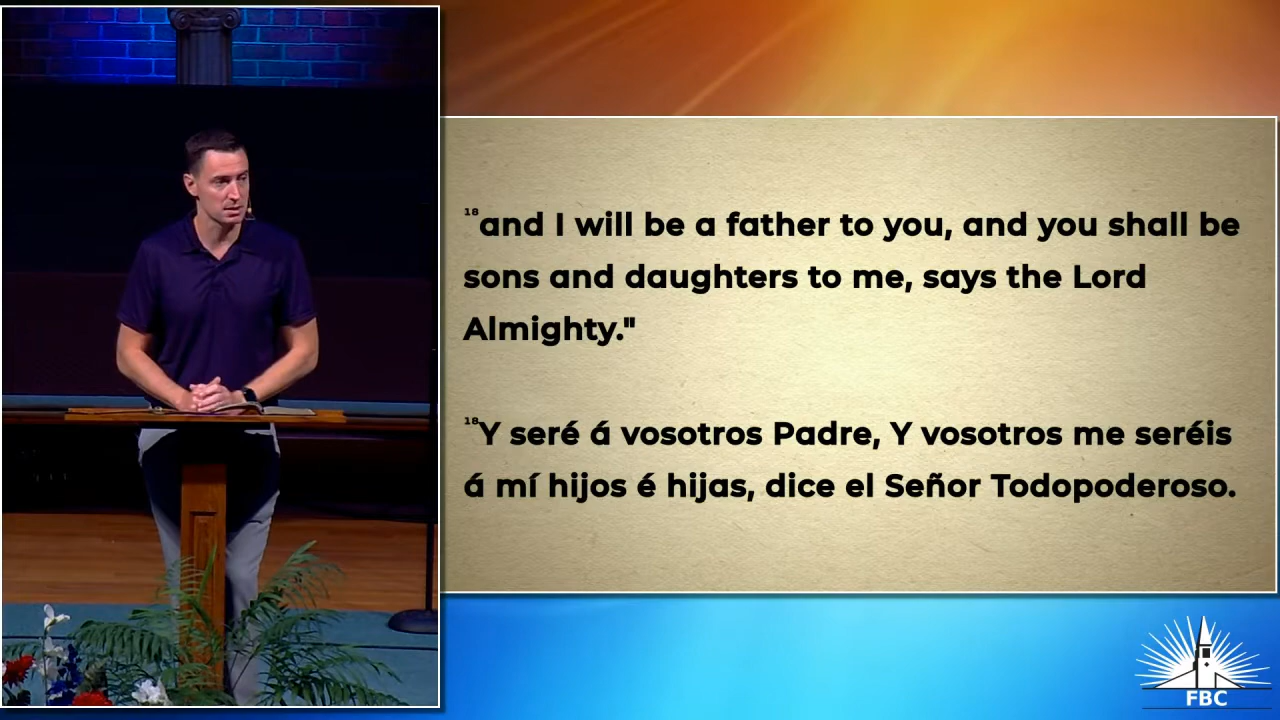 ¹⁸and I will be a father to you, and you shall be
sons and daughters to me, says the Lord
Almighty."
¹⁸Y seré á vosotros Padre, Y vosotros me seréis
á mí hijos é hijas, dice el Señor Todopoderoso.
FBC